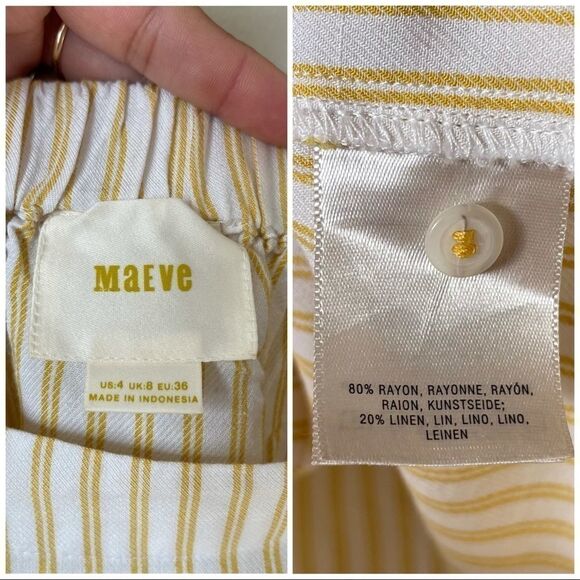 MaEve
US:4 UK:8 EU:36
MADE IN INDONESIA
80% RAYON, RAYONNE, RAYÓN,
RAION, KUNSTSEIDE;
20% LINEN, LIN, LINO, LINO,
LEINEN